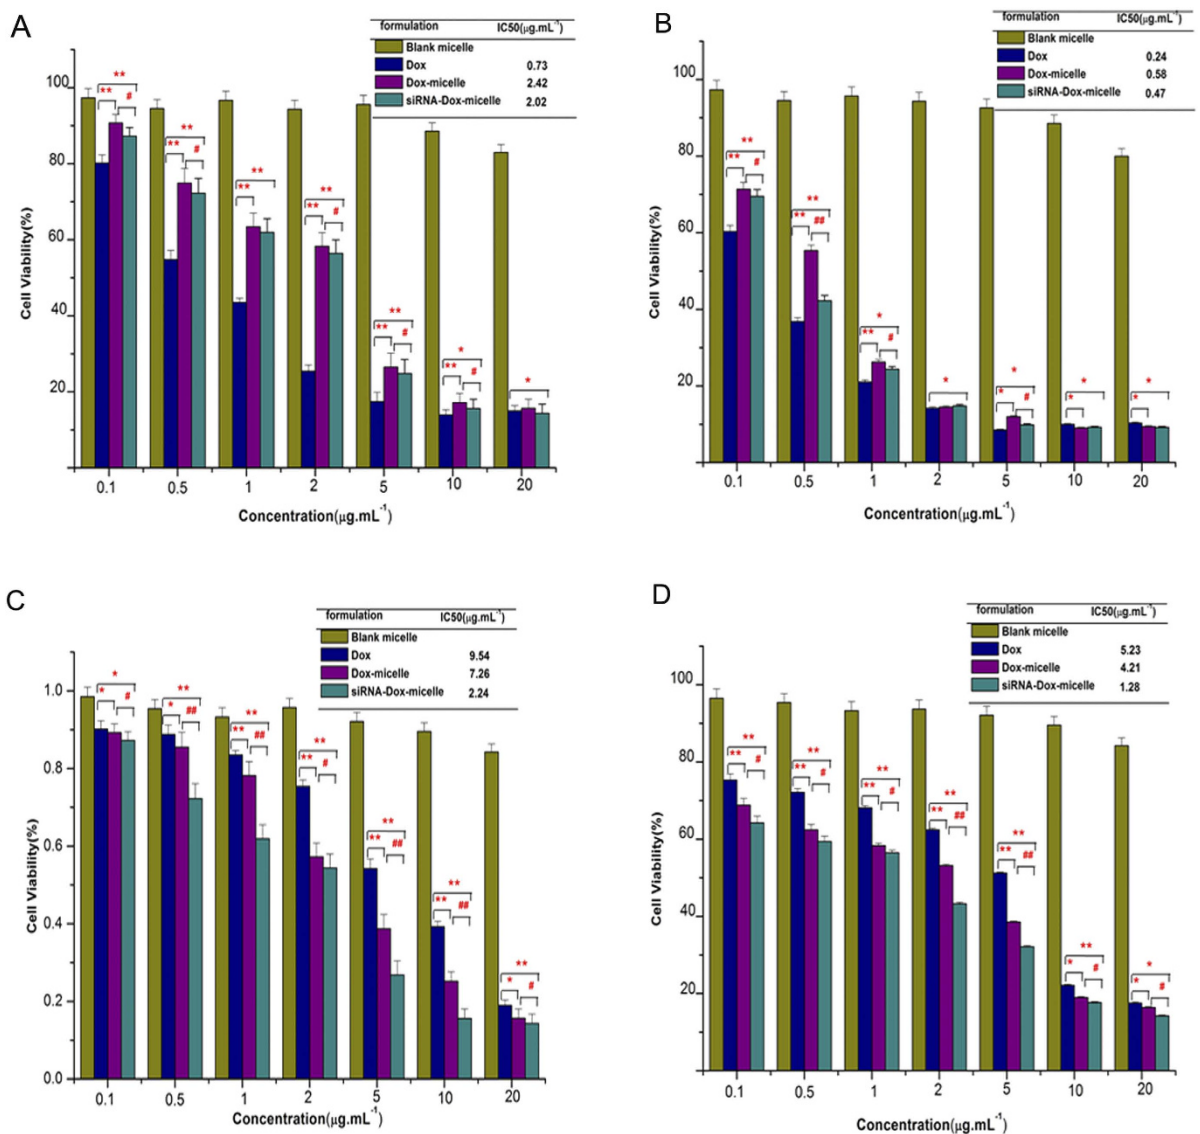 A
formulation IC50(μg.mL-1)
Blank micelle
Dox 0.73
Dox-micelle 2.42
siRNA-Dox-micelle 2.02
100
80
60
40
20
Cell Viability(%)
** ** #
** ** #
** **
** ** #
** ** #
* ** #
*
0.1 0.5 1 2 5 10 20
Concentration(μg.mL-1)
B
formulation IC50(μg.mL-1)
Blank micelle
Dox 0.24
Dox-micelle 0.58
siRNA-Dox-micelle 0.47
100
80
60
40
20
Cell Viability(%)
** ** #
** ** ##
* ** #
*
* * #
* *
* *
0.1 0.5 1 2 5 10 20
Concentration(μg.mL-1)
C
formulation IC50(μg.mL-1)
Blank micelle
Dox 9.54
Dox-micelle 7.26
siRNA-Dox-micelle 2.24
1.0
0.8
0.6
0.4
0.2
0.0
Cell Viability(%)
* * #
** * ##
** ** ##
** ** #
** ** ##
** ** ##
** * #
0.1 0.5 1 2 5 10 20
Concentration(μg.mL-1)
D
formulation IC50(μg.mL-1)
Blank micelle
Dox 5.23
Dox-micelle 4.21
siRNA-Dox-micelle 1.28
100
80
60
40
20
Cell Viability(%)
** ** #
** ** #
** ** #
** ** ##
** ** ##
** * #
* * #
0.1 0.5 1 2 5 10 20
Concentration(μg.mL-1)